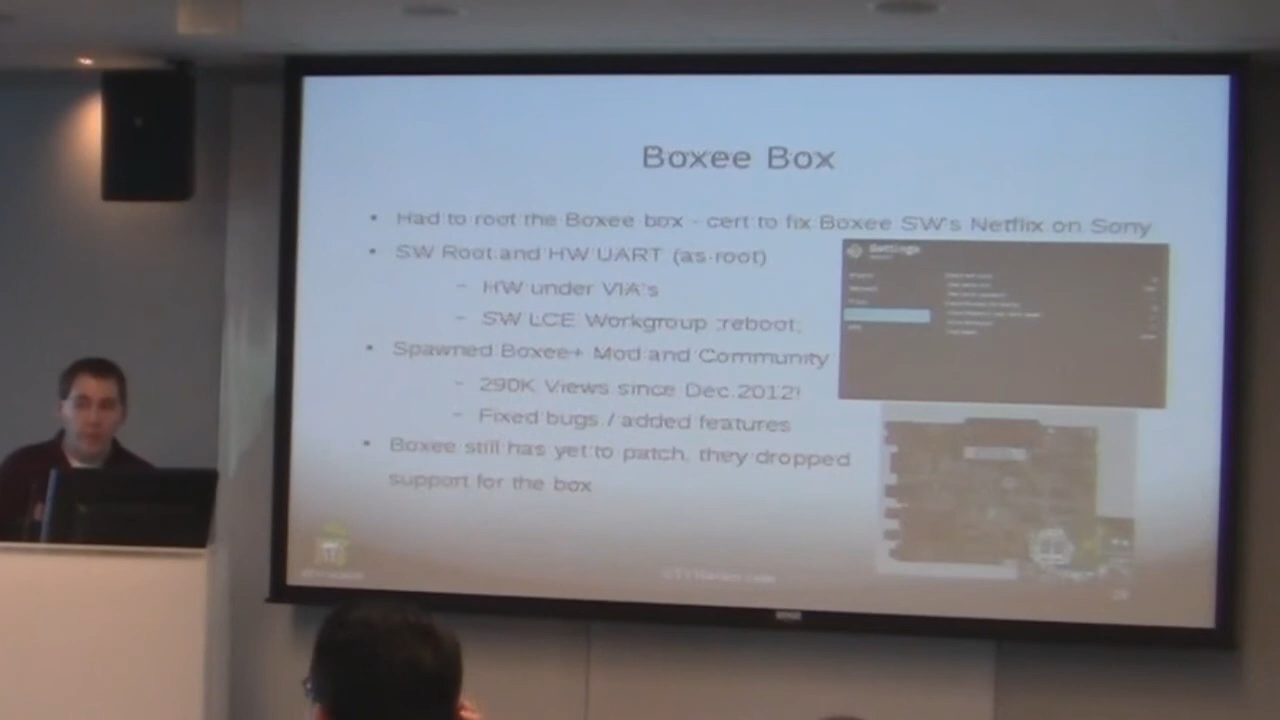 Boxee Box
• Had to root the Boxee box - cert to fix Boxee SW's Netflix on Sony
• SW Root and HW UART (as root)
– HW under VIA's
– SW LCE Workgroup ;reboot;
• Spawned Boxee+ Mod and Community
– 290K Views since Dec 2012!
– Fixed bugs / added features
• Boxee still has yet to patch, they dropped
support for the box
Settings